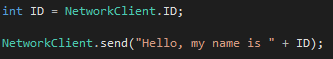 int ID = NetworkClient.ID;
NetworkClient.send("Hello, my name is " + ID);